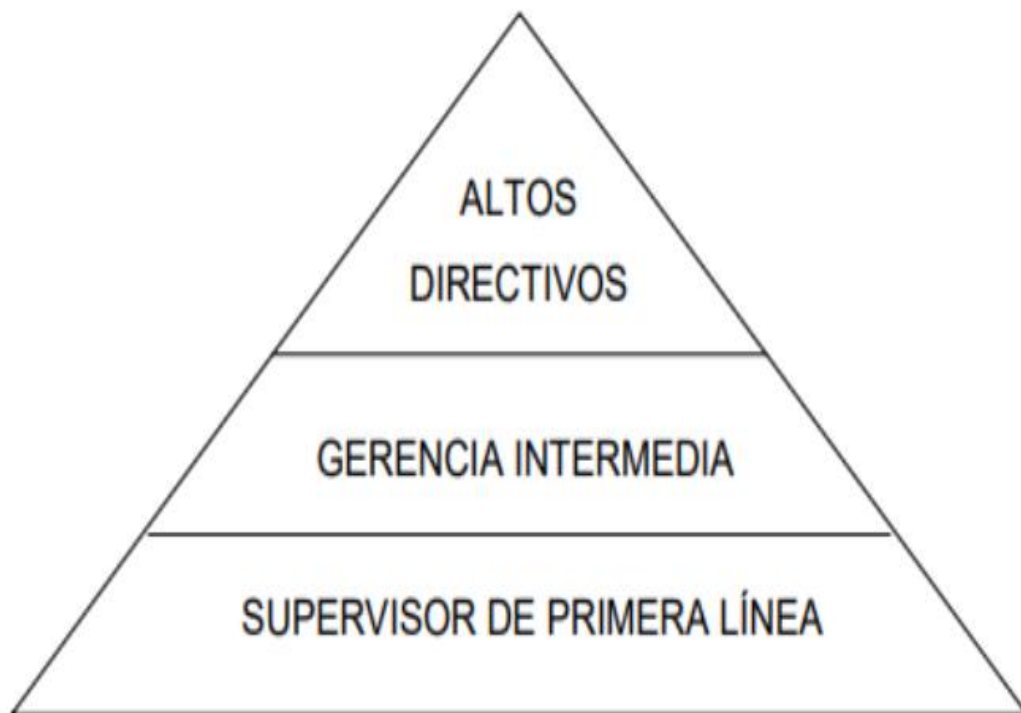 ALTOS
DIRECTIVOS
GERENCIA INTERMEDIA
SUPERVISOR DE PRIMERA LÍNEA